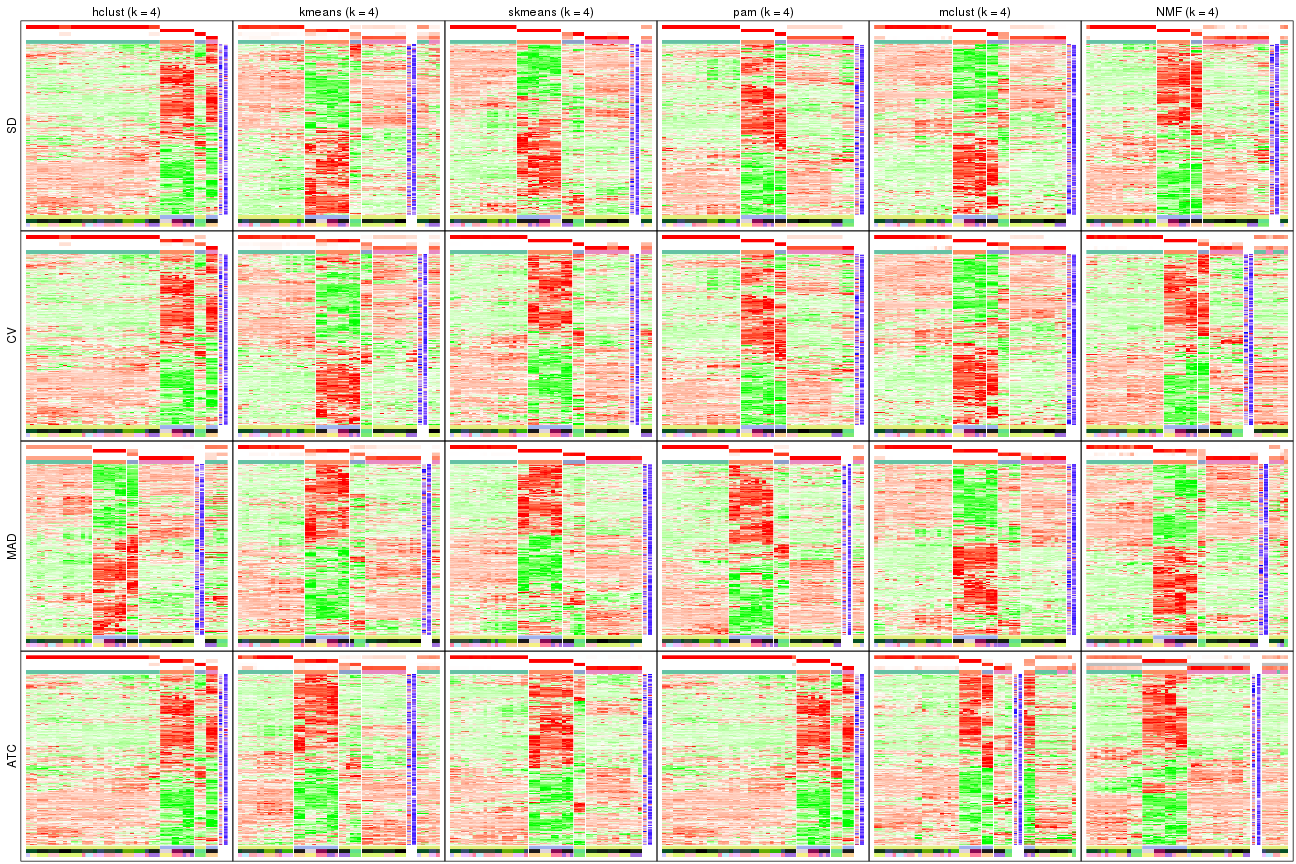 hclust (k = 4) kmeans (k = 4) skmeans (k = 4) pam (k = 4) mclust (k = 4) NMF (k = 4)
SD
CV
MAD
ATC